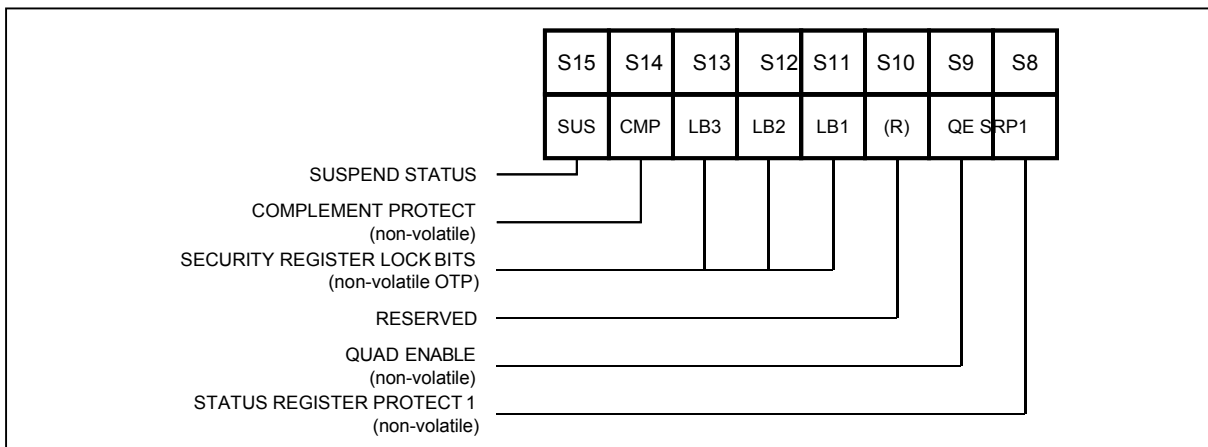 S15 S14 S13 S12 S11 S10 S9 S8
SUS CMP LB3 LB2 LB1 (R) QE SRP1
SUSPEND STATUS
COMPLEMENT PROTECT
(non-volatile)
SECURITY REGISTER LOCK BITS
(non-volatile OTP)
RESERVED
QUAD ENABLE
(non-volatile)
STATUS REGISTER PROTECT 1
(non-volatile)